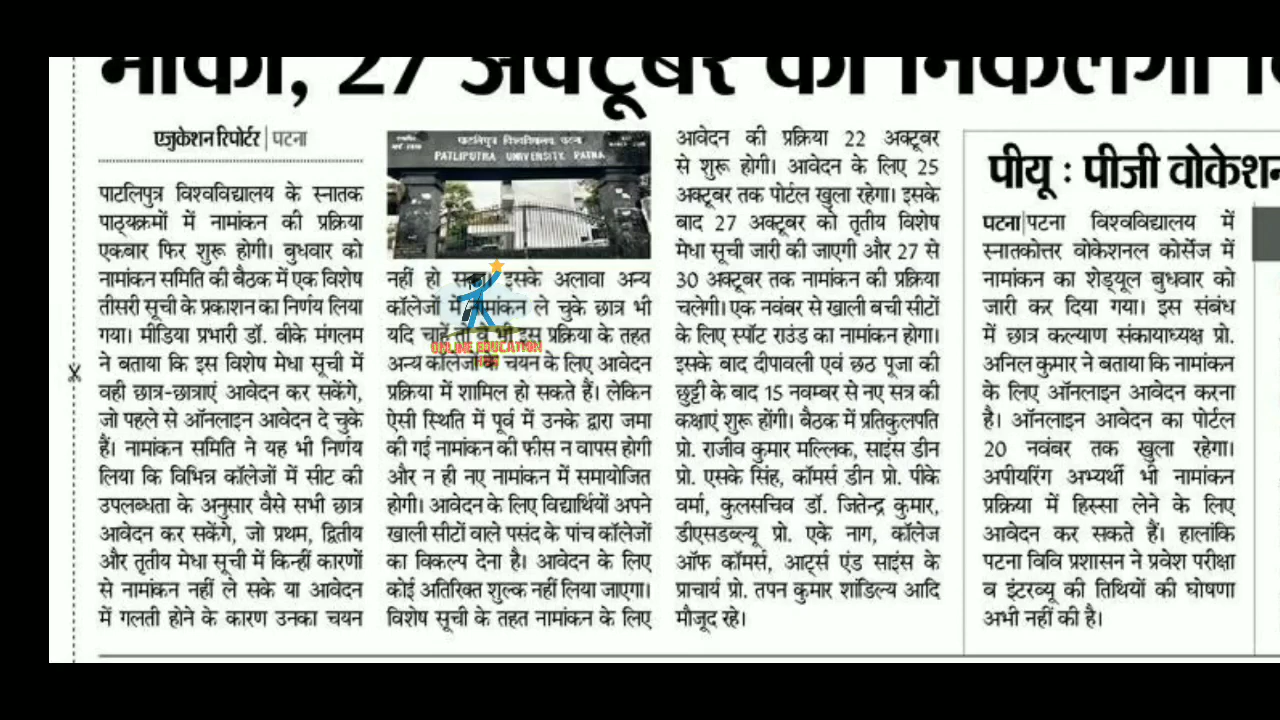 मौका, 27 अक्टूबर को निकलेगी
एजुकेशन रिपोर्टर | पटना
पाटलिपुत्र विश्वविद्यालय के स्नातक
पाठ्यक्रमों में नामांकन की प्रक्रिया
एकबार फिर शुरू होगी। बुधवार को
नामांकन समिति की बैठक में एक विशेष
तीसरी सूची के प्रकाशन का निर्णय लिया
गया। मीडिया प्रभारी डॉ. बीके मंगलम
ने बताया कि इस विशेष मेधा सूची में
वही छात्र-छात्राएं आवेदन कर सकेंगे,
जो पहले से ऑनलाइन आवेदन दे चुके
हैं। नामांकन समिति ने यह भी निर्णय
लिया कि विभिन्न कॉलेजों में सीट की
उपलब्धता के अनुसार वैसे सभी छात्र
आवेदन कर सकेंगे, जो प्रथम, द्वितीय
और तृतीय मेधा सूची में किन्हीं कारणों
से नामांकन नहीं ले सके या आवेदन
में गलती होने के कारण उनका चयन
पाटलिपुत्र विश्वविद्यालय, पटना
PATLIPUTRA UNIVERSITY, PATNA
नहीं हो सका। इसके अलावा अन्य
कॉलेजों में नामांकन ले चुके छात्र भी
यदि चाहें तो वे भी इस प्रक्रिया के तहत
ONLINE EDUCATION
अन्य कॉलेजों के चयन के लिए आवेदन
प्रक्रिया में शामिल हो सकते हैं। लेकिन
ऐसी स्थिति में पूर्व में उनके द्वारा जमा
की गई नामांकन की फीस न वापस होगी
और न ही नए नामांकन में समायोजित
होगी। आवेदन के लिए विद्यार्थियों अपने
खाली सीटों वाले पसंद के पांच कॉलेजों
का विकल्प देना है। आवेदन के लिए
कोई अतिरिक्त शुल्क नहीं लिया जाएगा।
विशेष सूची के तहत नामांकन के लिए
आवेदन की प्रक्रिया 22 अक्टूबर
से शुरू होगी। आवेदन के लिए 25
अक्टूबर तक पोर्टल खुला रहेगा। इसके
बाद 27 अक्टूबर को तृतीय विशेष
मेधा सूची जारी की जाएगी और 27 से
30 अक्टूबर तक नामांकन की प्रक्रिया
चलेगी। एक नवंबर से खाली बची सीटों
के लिए स्पॉट राउंड का नामांकन होगा।
इसके बाद दीपावली एवं छठ पूजा की
छुट्टी के बाद 15 नवम्बर से नए सत्र की
कक्षाएं शुरू होंगी। बैठक में प्रतिकुलपति
प्रो. राजीव कुमार मल्लिक, साइंस डीन
प्रो. एसके सिंह, कॉमर्स डीन प्रो. पीके
वर्मा, कुलसचिव डॉ. जितेन्द्र कुमार,
डीएसडब्ल्यू प्रो. एके नाग, कॉलेज
ऑफ कॉमर्स, आर्ट्स एंड साइंस के
प्राचार्य प्रो. तपन कुमार शांडिल्य आदि
मौजूद रहे।
पीयू : पीजी वोकेशन
पटना|पटना विश्वविद्यालय में
स्नातकोत्तर वोकेशनल कोर्सेज में
नामांकन का शेड्यूल बुधवार को
जारी कर दिया गया। इस संबंध
में छात्र कल्याण संकायाध्यक्ष प्रो.
अनिल कुमार ने बताया कि नामांकन
के लिए ऑनलाइन आवेदन करना
है। ऑनलाइन आवेदन का पोर्टल
20 नवंबर तक खुला रहेगा।
अपीयरिंग अभ्यर्थी भी नामांकन
प्रक्रिया में हिस्सा लेने के लिए
आवेदन कर सकते हैं। हालांकि
पटना विवि प्रशासन ने प्रवेश परीक्षा
व इंटरव्यू की तिथियों की घोषणा
अभी नहीं की है।